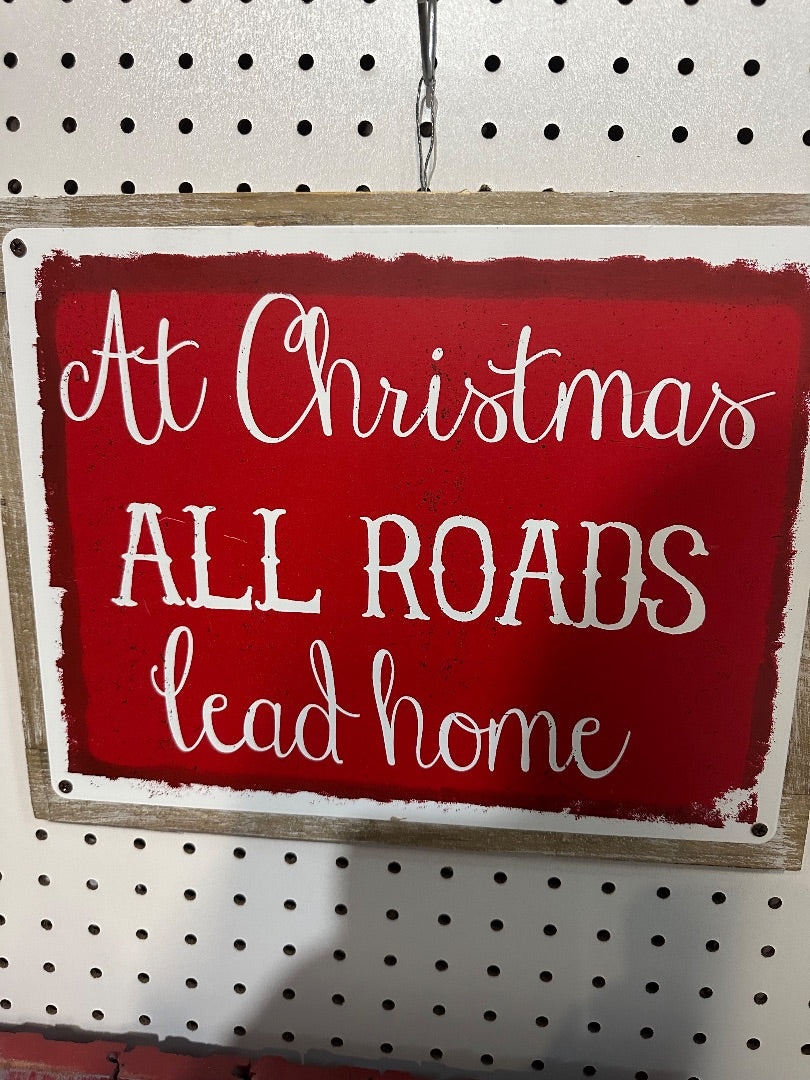 At Christmas
ALL ROADS
lead home